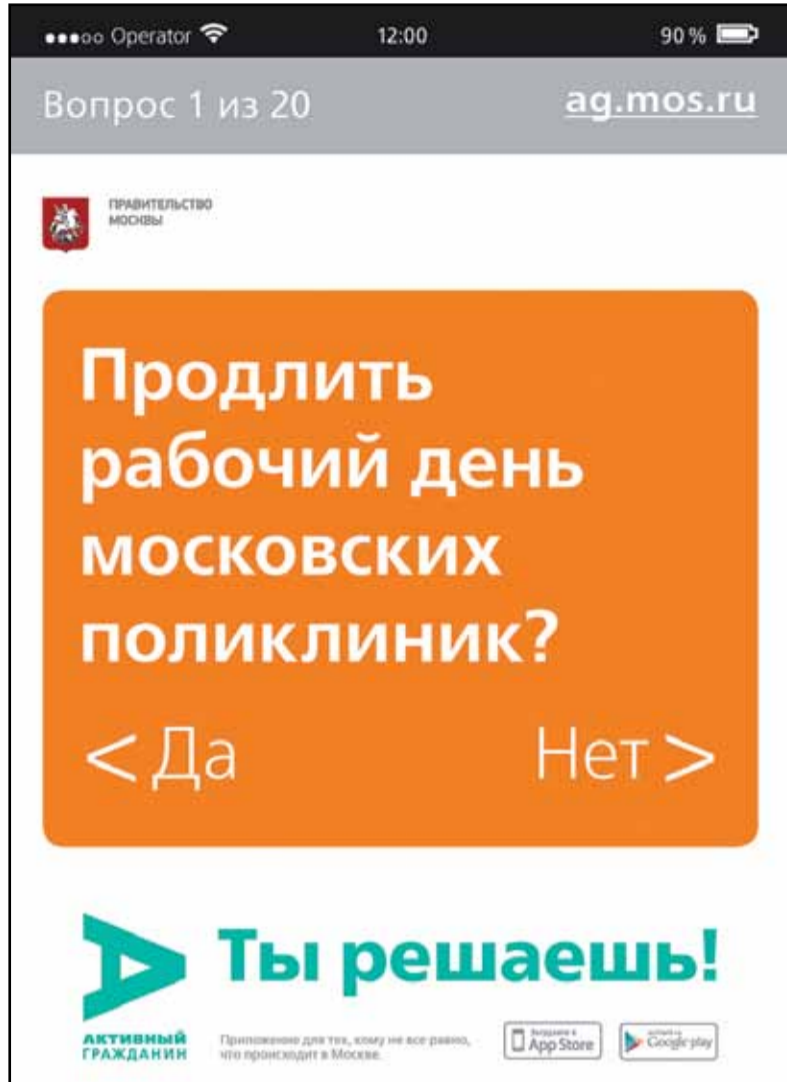 Operator 12:00 90 %
Вопрос 1 из 20 ag.mos.ru
ПРАВИТЕЛЬСТВО
МОСКВЫ
Продлить
рабочий день
московских
поликлиник?
< Да Нет >
Ты решаешь!
АКТИВНЫЙ
ГРАЖДАНИН
Приложение для тех, кому не все равно,
что происходит в Москве.
Загрузите в
App Store
Google play